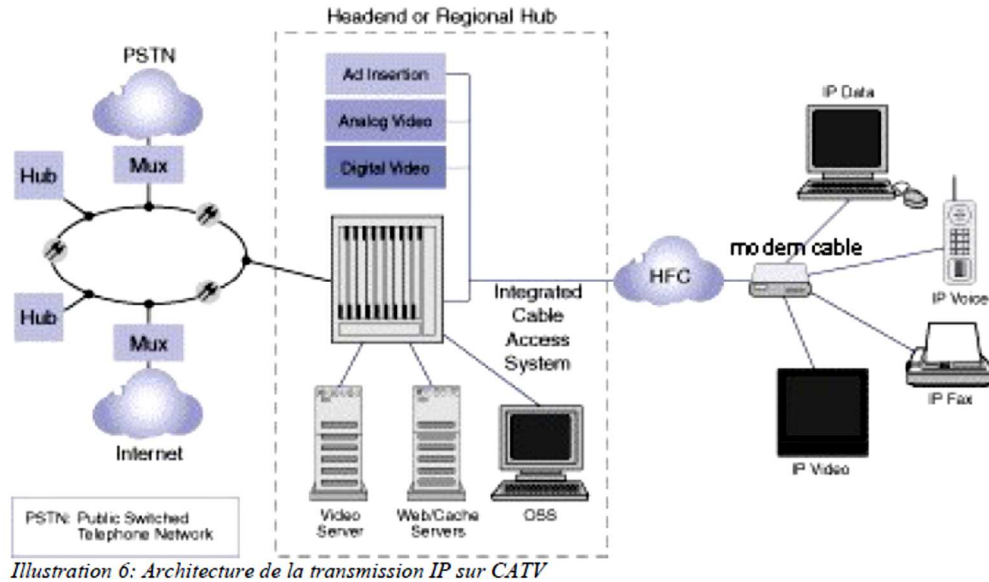 Headend or Regional Hub
PSTN
Ad Insertion
Analog Video
Digital Video
Mux
Hub
Hub
Mux
Internet
Integrated
Cable
Access
System
Video
Server
Web/Cache
Servers
OSS
HFC
modem cable
IP Data
IP Voice
IP Fax
IP Video
PSTN: Public Switched
Telephone Network
Illustration 6: Architecture de la transmission IP sur CATV